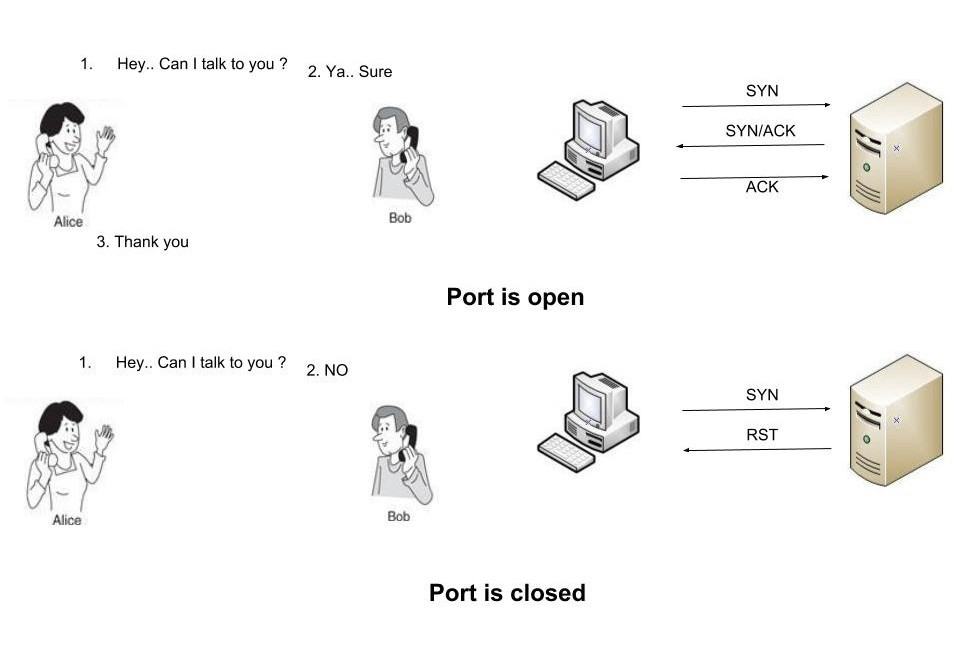 1. Hey.. Can I talk to you ?
2. Ya.. Sure
SYN
SYN/ACK
ACK
Alice
Bob
3. Thank you
Port is open
1. Hey.. Can I talk to you ?
2. NO
SYN
RST
Alice
Bob
Port is closed